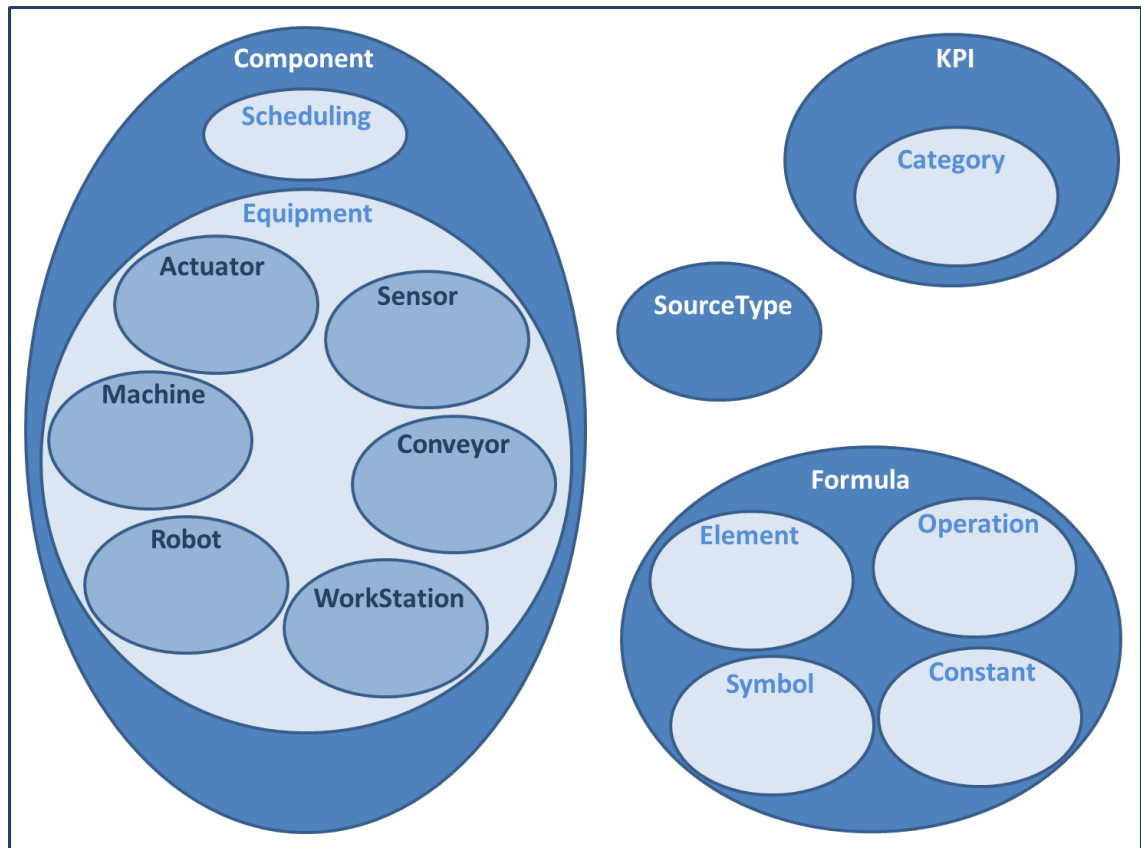 Component
Scheduling
Equipment
Actuator
Sensor
Machine
Conveyor
Robot
WorkStation
KPI
Category
SourceType
Formula
Element
Operation
Symbol
Constant